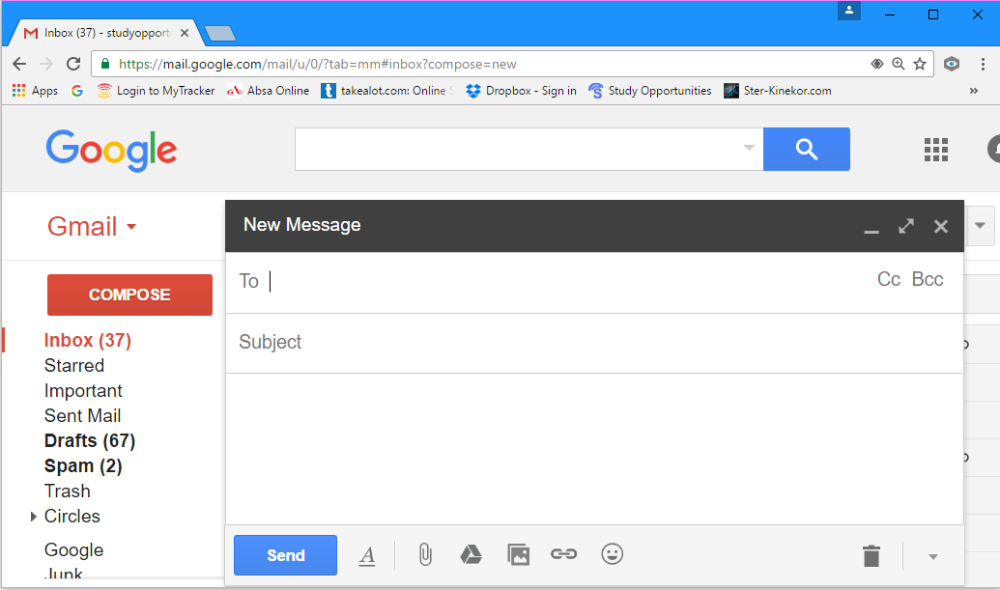 Inbox (37) - studyopport
https://mail.google.com/mail/u/0/?tab=mm#inbox?compose=new
Apps Login to MyTracker Absa Online takealot.com: Online Dropbox - Sign in Study Opportunities Ster-Kinekor.com »
Google
Gmail
New Message
COMPOSE
To Cc Bcc
Inbox (37)
Subject
Starred
Important
Sent Mail
Drafts (67)
Spam (2)
Trash
Circles
Google
Send
Junk